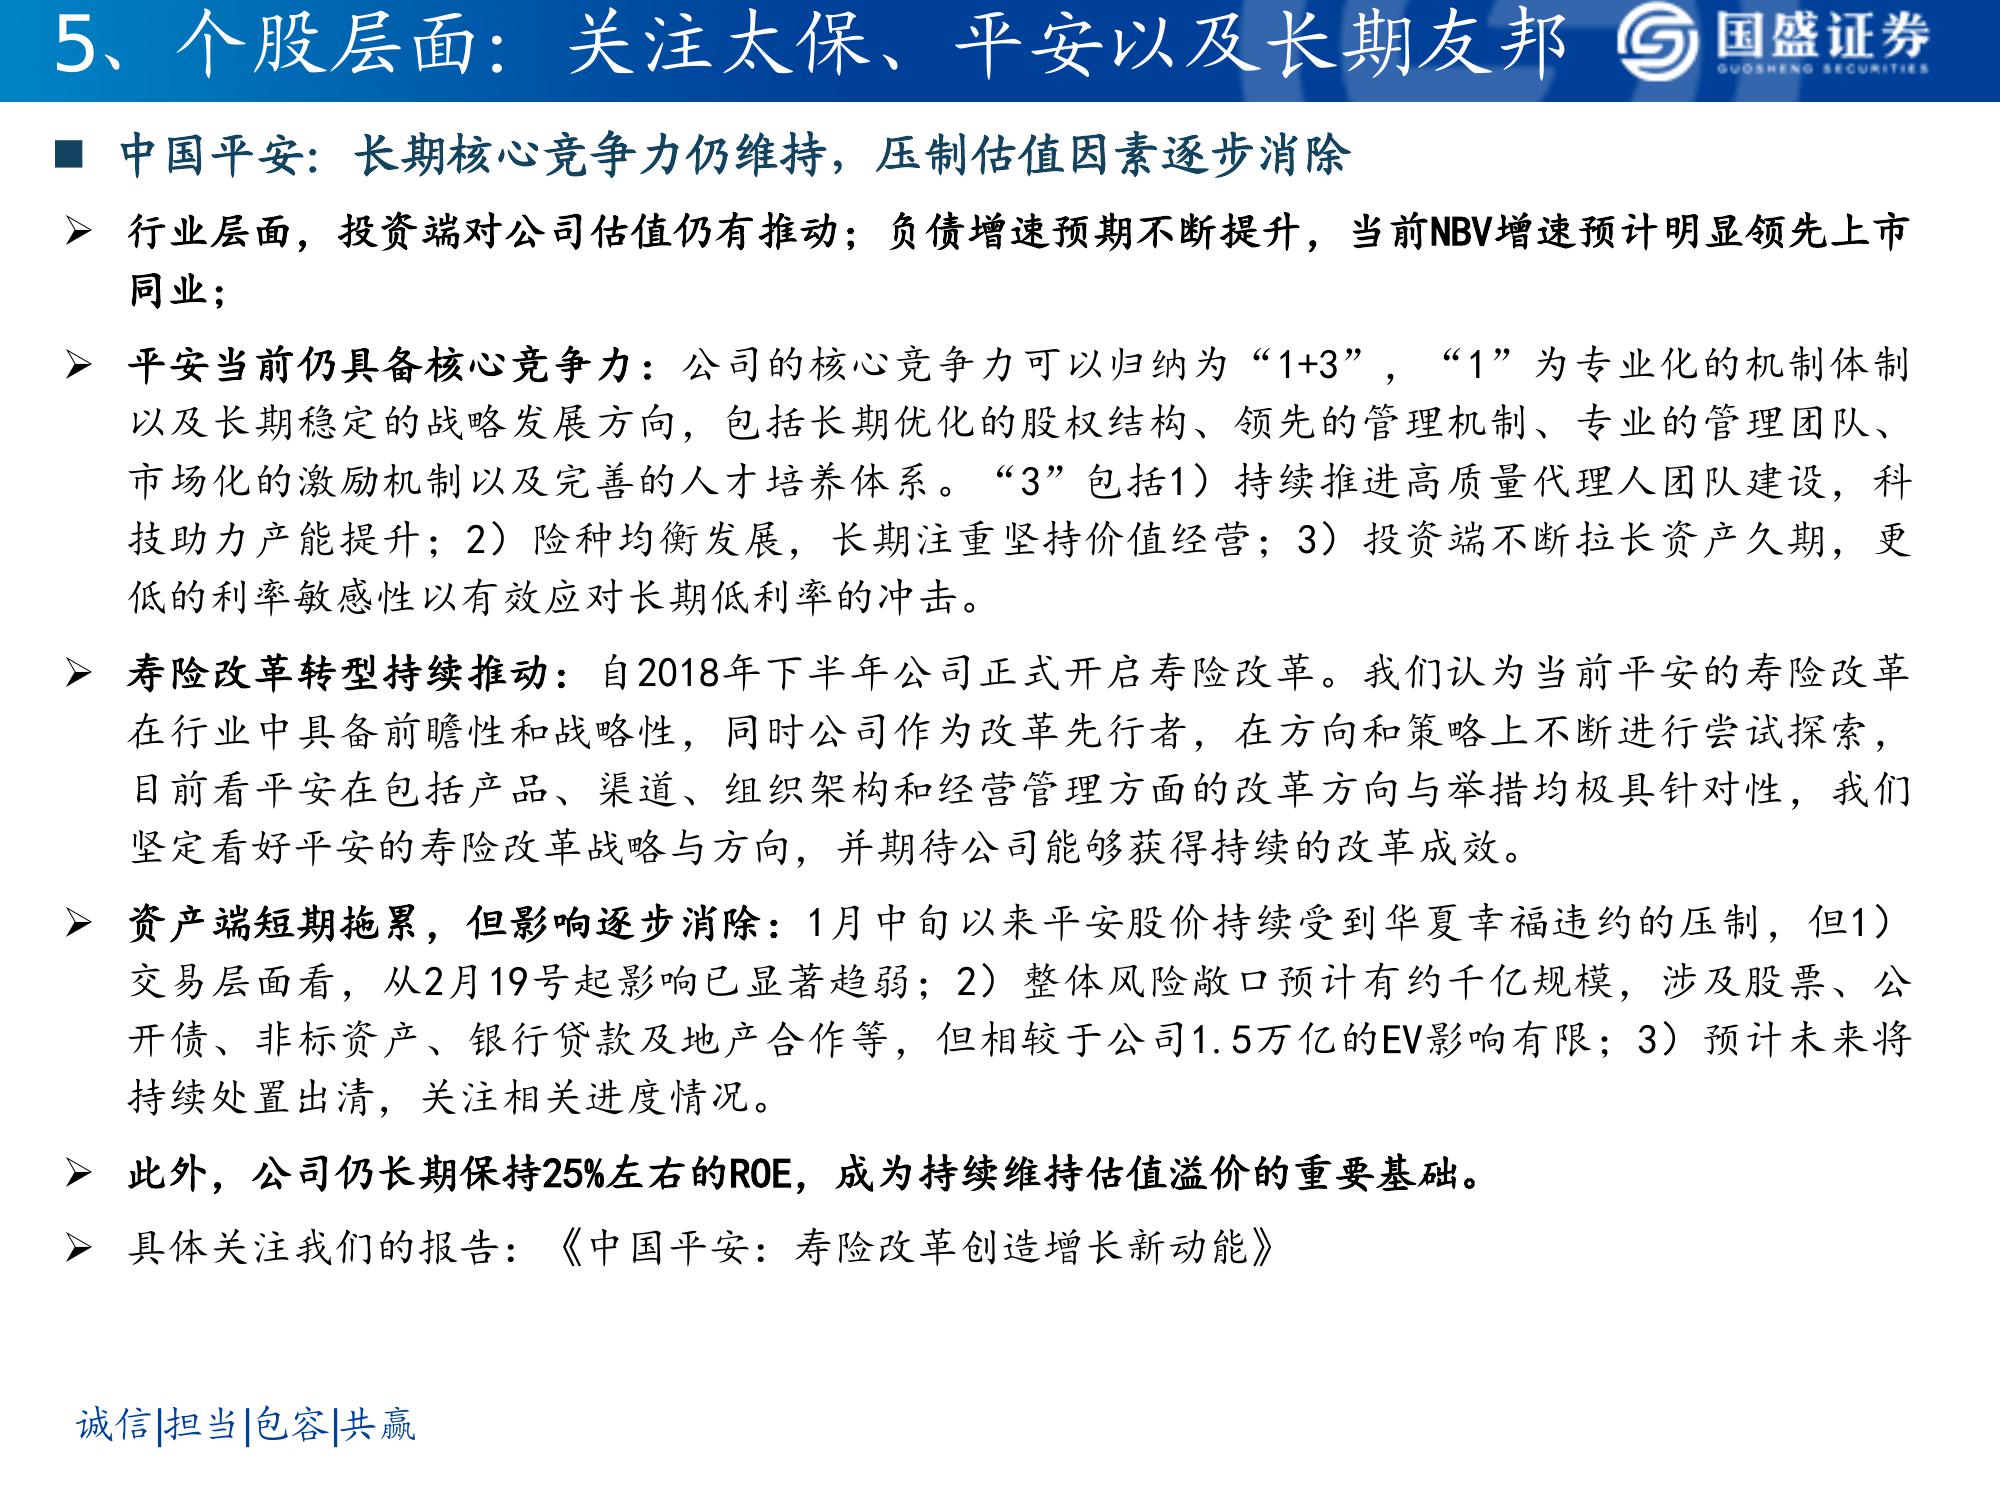 5、个股层面：关注太保、平安以及长期友邦
国盛证券
GUOSHENG SECURITIES
■ 中国平安：长期核心竞争力仍维持，压制估值因素逐步消除
➢ 行业层面，投资端对公司估值仍有推动；负债增速预期不断提升，当前NBV增速预计明显领先上市
同业；
➢ 平安当前仍具备核心竞争力：公司的核心竞争力可以归纳为“1+3”，“1”为专业化的机制体制
以及长期稳定的战略发展方向，包括长期优化的股权结构、领先的管理机制、专业的管理团队、
市场化的激励机制以及完善的人才培养体系。“3”包括1）持续推进高质量代理人团队建设，科
技助力产能提升；2）险种均衡发展，长期注重坚持价值经营；3）投资端不断拉长资产久期，更
低的利率敏感性以有效应对长期低利率的冲击。
➢ 寿险改革转型持续推动：自2018年下半年公司正式开启寿险改革。我们认为当前平安的寿险改革
在行业中具备前瞻性和战略性，同时公司作为改革先行者，在方向和策略上不断进行尝试探索，
目前看平安在包括产品、渠道、组织架构和经营管理方面的改革方向与举措均极具针对性，我们
坚定看好平安的寿险改革战略与方向，并期待公司能够获得持续的改革成效。
➢ 资产端短期拖累，但影响逐步消除：1月中旬以来平安股价持续受到华夏幸福违约的压制，但1）
交易层面看，从2月19号起影响已显著趋弱；2）整体风险敞口预计有约千亿规模，涉及股票、公
开债、非标资产、银行贷款及地产合作等，但相较于公司1.5万亿的EV影响有限；3）预计未来将
持续处置出清，关注相关进度情况。
➢ 此外，公司仍长期保持25%左右的ROE，成为持续维持估值溢价的重要基础。
➢ 具体关注我们的报告：《中国平安：寿险改革创造增长新动能》
诚信|担当|包容|共赢